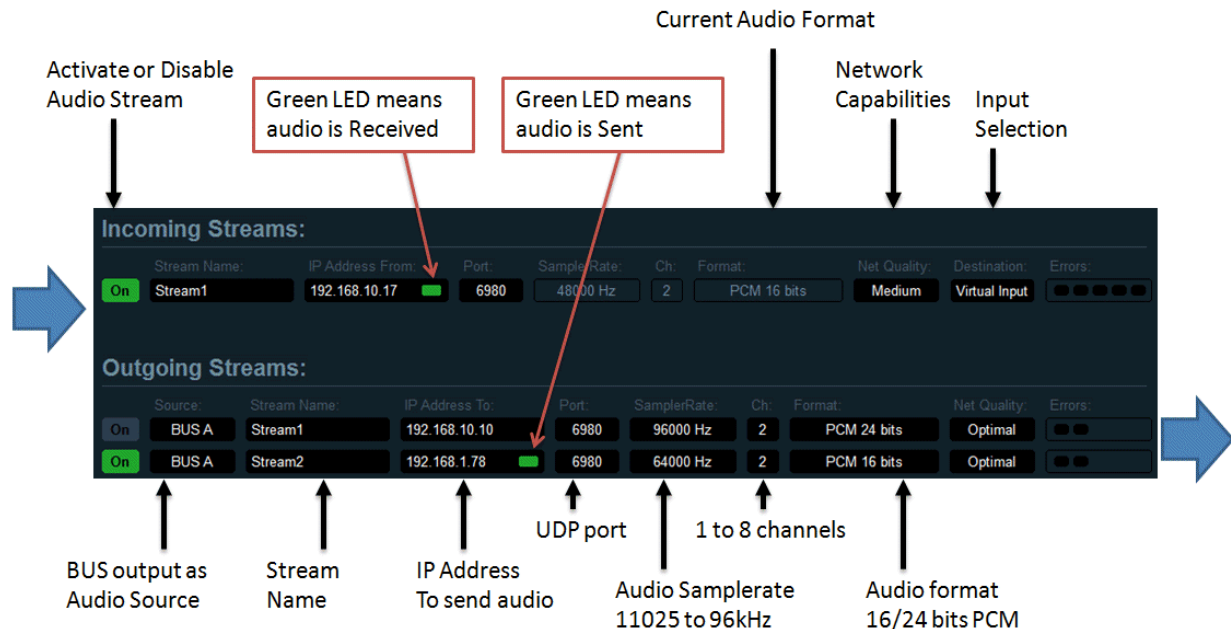 Current Audio Format
Activate or Disable
Audio Stream
Green LED means
audio is Received
Green LED means
audio is Sent
Network
Capabilities
Input
Selection
Incoming Streams:
Stream Name: IP Address From: Port: Sample Rate: Ch: Format: Net Quality: Destination: Errors:
On Stream1 192.168.10.17 6980 48000 Hz 2 PCM 16 bits Medium Virtual Input
Outgoing Streams:
Source: Stream Name: IP Address To: Port: SamplerRate: Ch: Format: Net Quality: Errors:
On BUS A Stream1 192.168.10.10 6980 96000 Hz 2 PCM 24 bits Optimal
On BUS A Stream2 192.168.1.78 6980 64000 Hz 2 PCM 16 bits Optimal
UDP port
1 to 8 channels
BUS output as
Audio Source
Stream
Name
IP Address
To send audio
Audio Samplerate
11025 to 96kHz
Audio format
16/24 bits PCM